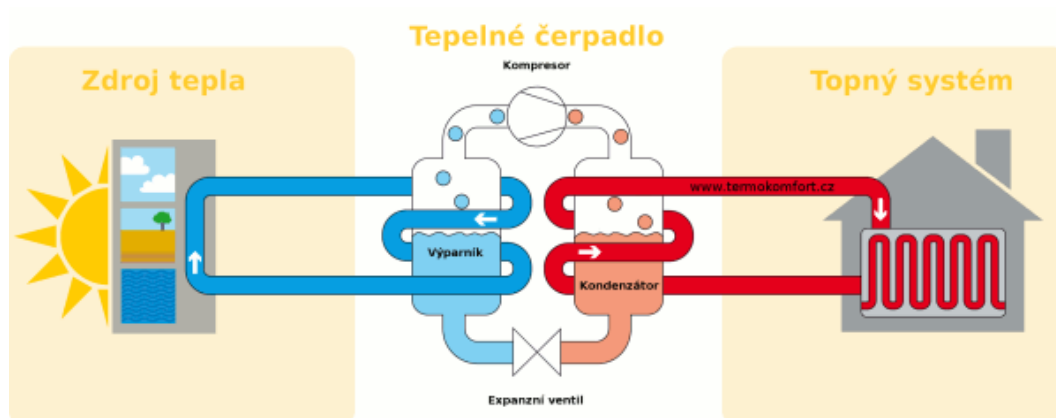 Tepelné čerpadlo
Kompresor
Zdroj tepla
Topný systém
www.termokomfort.cz
Výparník
Kondenzátor
Expanzní ventil